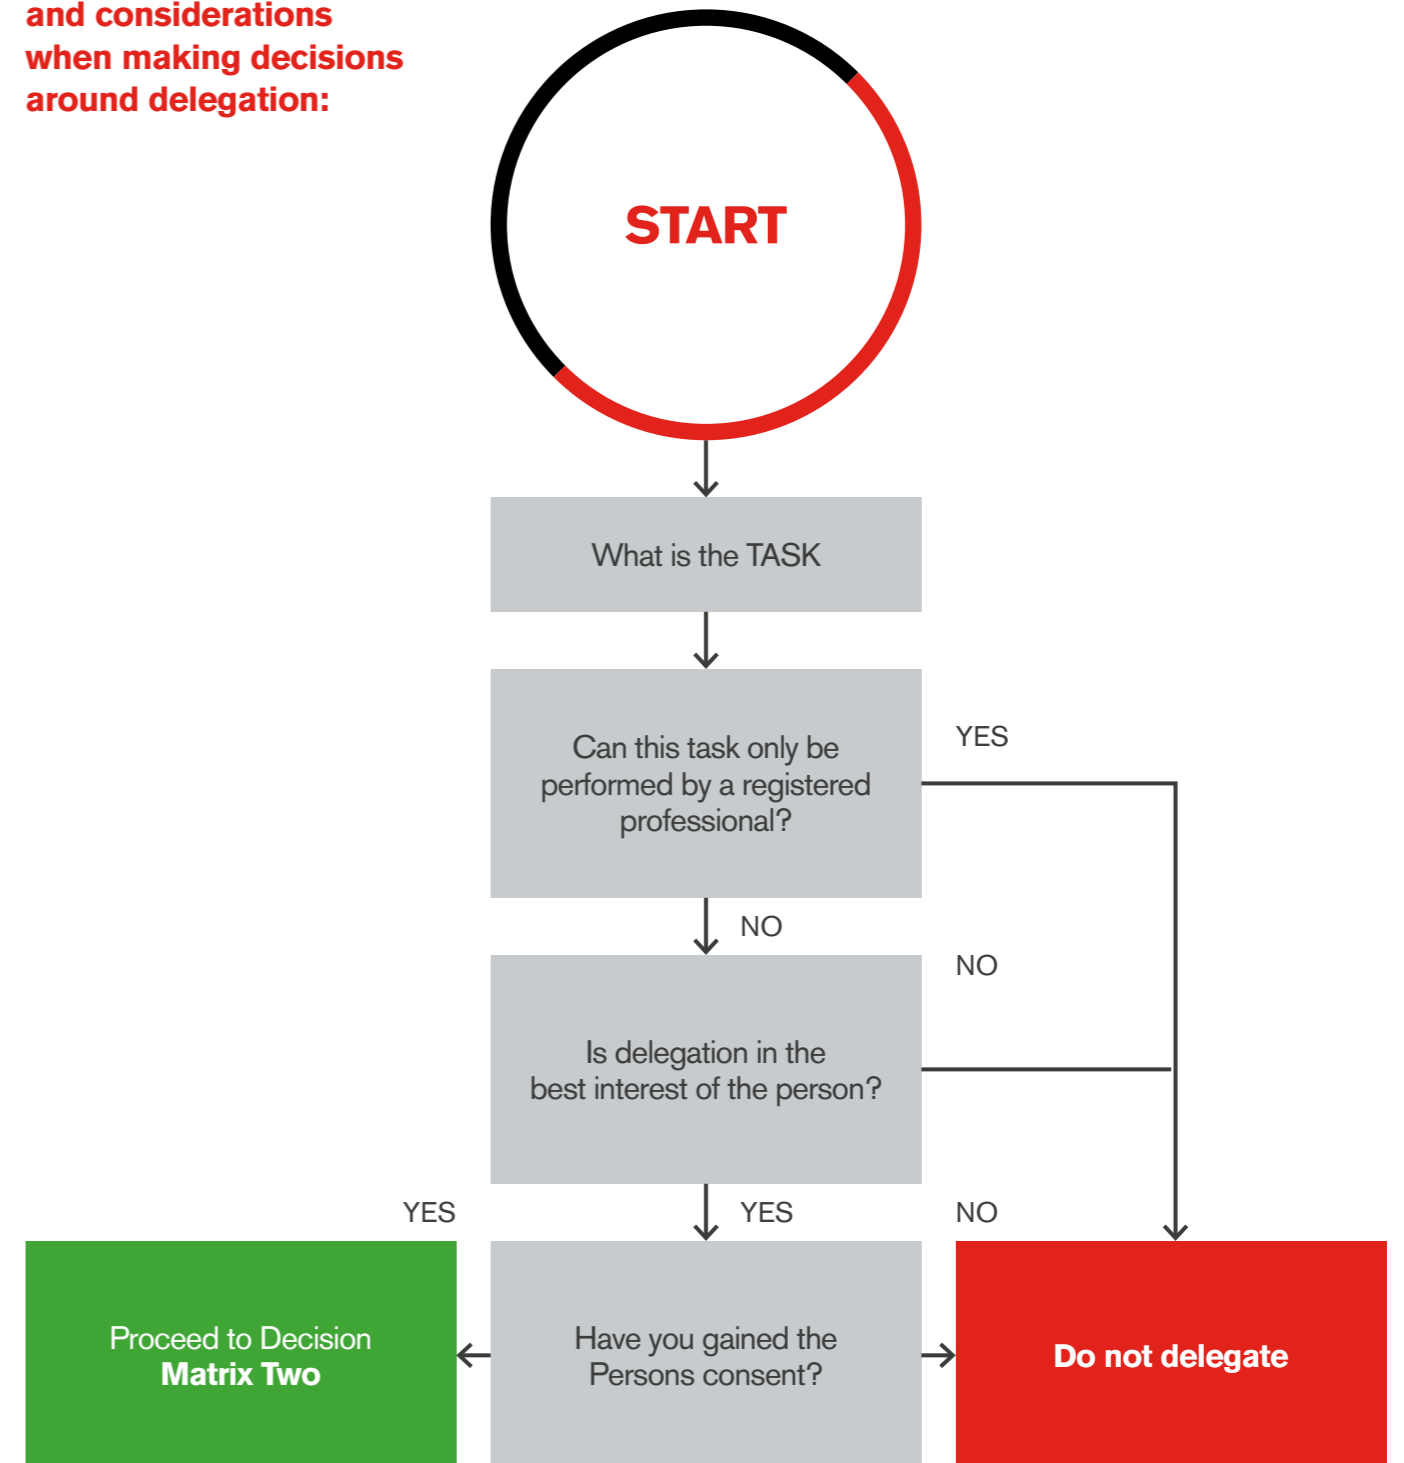 and considerations
when making decisions
around delegation:
START
What is the TASK
Can this task only be
performed by a registered
professional?
YES
NO
NO
Is delegation in the
best interest of the person?
YES
YES
NO
Proceed to Decision
Matrix Two
Have you gained the
Persons consent?
Do not delegate